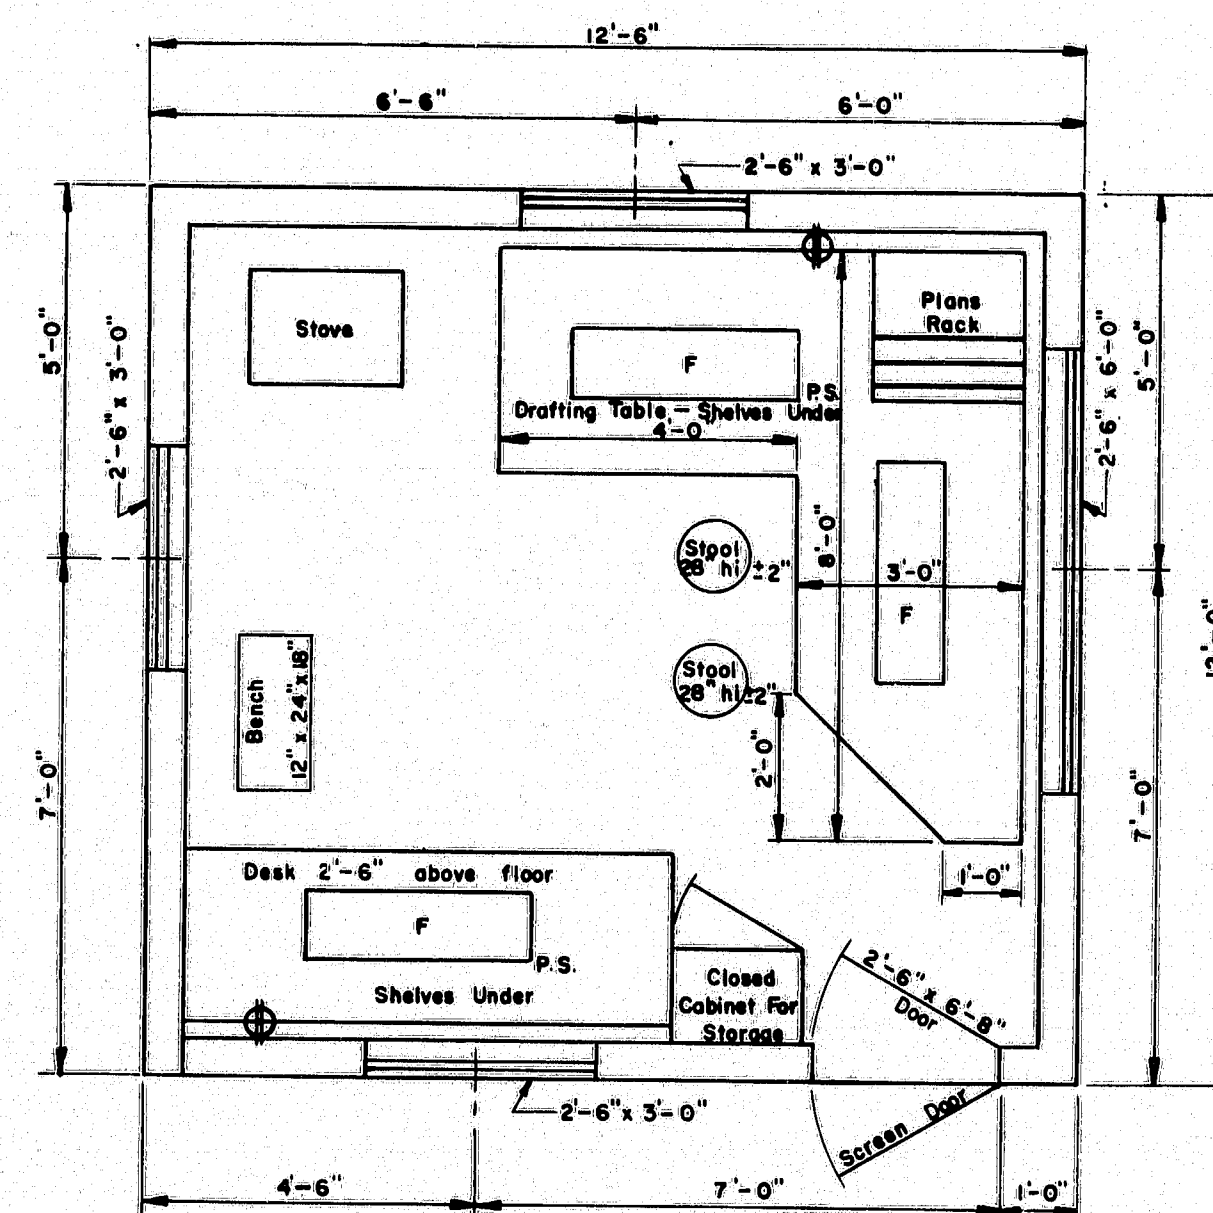 12'-6"
6'-6"
6'-0"
2'-6" x 3'-0"
5'-0"
2'-6" x 3'-0"
Stove
F
P.S.
Drafting Table - Shelves Under
4'-0"
Plans
Rack
2'-6" x 6'-0"
5'-0"
8'-0"
Stool
28" hi ±2"
3'-0"
F
Stool
28" hi ±2"
2'-0"
Bench
12" x 24" x 18"
7'-0"
7'-0"
1'-0"
Desk 2'-6" above floor
F
P.S.
Shelves Under
Closed
Cabinet For
Storage
2'-6" x 6'-8"
Door
Screen Door
2'-6" x 3'-0"
4'-6"
7'-0"
1'-0"